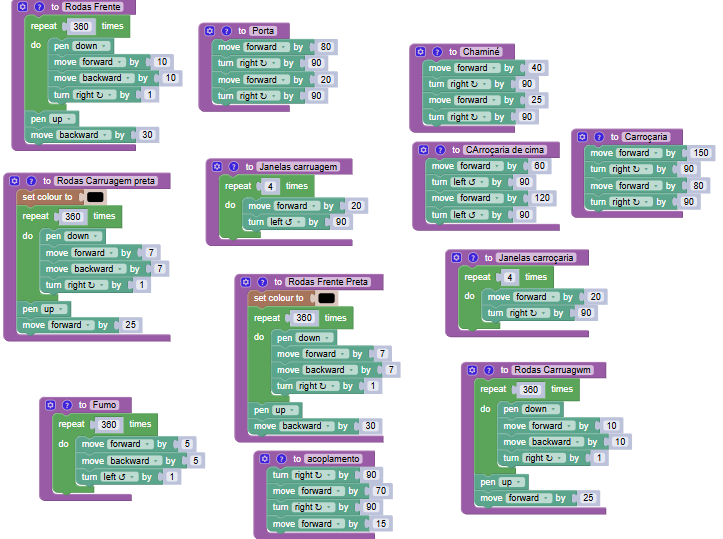 to Rodas Frente
repeat 360 times
do pen down
move forward by 10
move backward by 10
turn right ↻ by 1
pen up
move backward by 30
to Porta
move forward by 80
turn right ↻ by 90
move forward by 20
turn right ↻ by 90
to Chaminé
move forward by 40
turn right ↻ by 90
move forward by 25
turn right ↻ by 90
to Carroçaria
move forward by 150
turn right ↻ by 90
move forward by 80
turn right ↻ by 90
to CArroçaria de cima
move forward by 60
turn left ↺ by 90
move forward by 120
turn left ↺ by 90
to Janelas carruagem
repeat 4 times
do move forward by 20
turn left ↺ by 90
to Rodas Carruagem preta
set colour to
repeat 360 times
do pen down
move forward by 7
move backward by 7
turn right ↻ by 1
pen up
move forward by 25
to Janelas carroçaria
repeat 4 times
do move forward by 20
turn right ↻ by 90
to Rodas Frente Preta
set colour to
repeat 360 times
do pen down
move forward by 7
move backward by 7
turn right ↻ by 1
pen up
move backward by 30
to Rodas Carruagwm
repeat 360 times
do pen down
move forward by 10
move backward by 10
turn right ↻ by 1
pen up
move forward by 25
to Fumo
repeat 360 times
do move forward by 5
move backward by 5
turn left ↺ by 1
to acoplamento
turn right ↻ by 90
move forward by 70
turn right ↻ by 90
move forward by 15